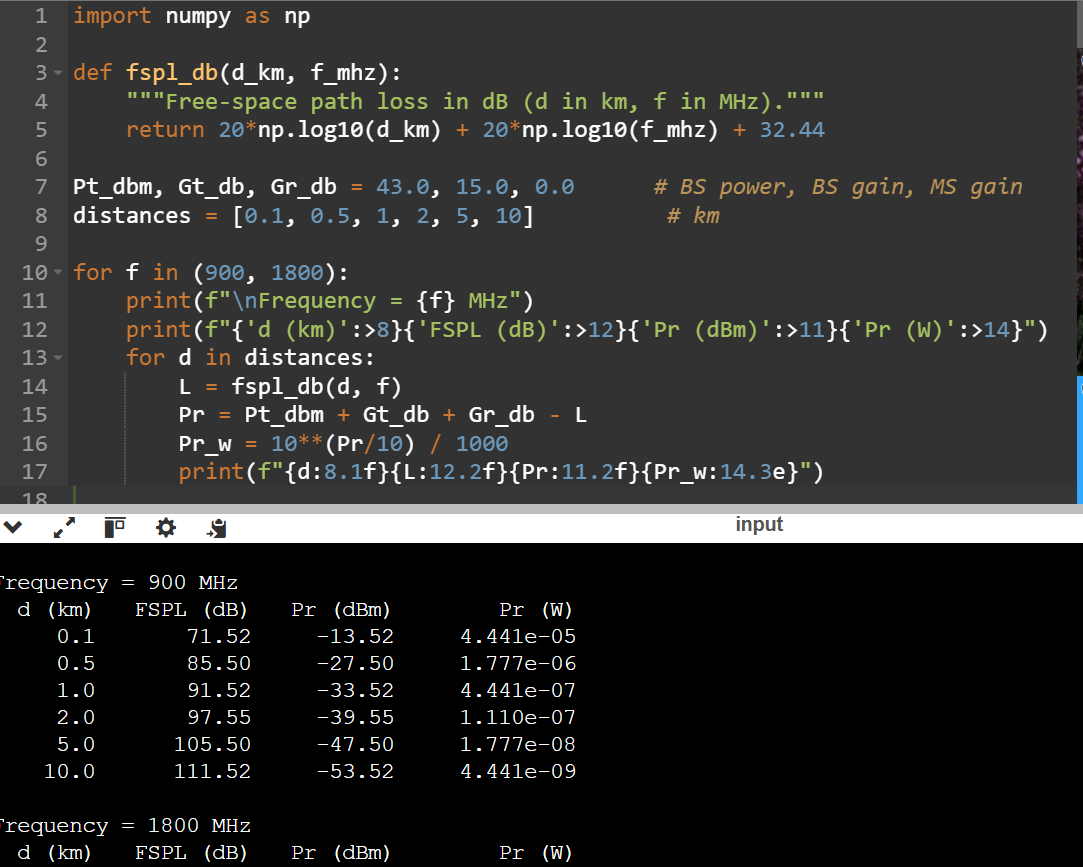 1 import numpy as np
2
3 def fspl_db(d_km, f_mhz):
4     """Free-space path loss in dB (d in km, f in MHz)."""
5     return 20*np.log10(d_km) + 20*np.log10(f_mhz) + 32.44
6
7 Pt_dbm, Gt_db, Gr_db = 43.0, 15.0, 0.0      # BS power, BS gain, MS gain
8 distances = [0.1, 0.5, 1, 2, 5, 10]          # km
9
10 for f in (900, 1800):
11     print(f"\nFrequency = {f} MHz")
12     print(f"{'d (km)':>8}{'FSPL (dB)':>12}{'Pr (dBm)':>11}{'Pr (W)':>14}")
13     for d in distances:
14         L = fspl_db(d, f)
15         Pr = Pt_dbm + Gt_db + Gr_db - L
16         Pr_w = 10**(Pr/10) / 1000
17         print(f"{d:8.1f}{L:12.2f}{Pr:11.2f}{Pr_w:14.3e}")
18
input
Frequency = 900 MHz
  d (km)   FSPL (dB)   Pr (dBm)        Pr (W)
     0.1       71.52     -13.52     4.441e-05
     0.5       85.50     -27.50     1.777e-06
     1.0       91.52     -33.52     4.441e-07
     2.0       97.55     -39.55     1.110e-07
     5.0      105.50     -47.50     1.777e-08
    10.0      111.52     -53.52     4.441e-09
Frequency = 1800 MHz
  d (km)   FSPL (dB)   Pr (dBm)        Pr (W)